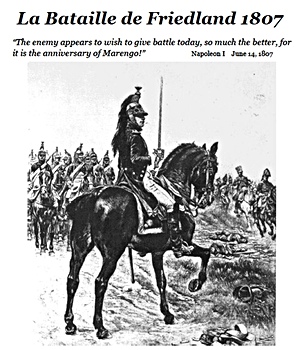 La Bataille de Friedland 1807
"The enemy appears to wish to give battle today, so much the better, for
it is the anniversary of Marengo!" Napoleon I June 14, 1807